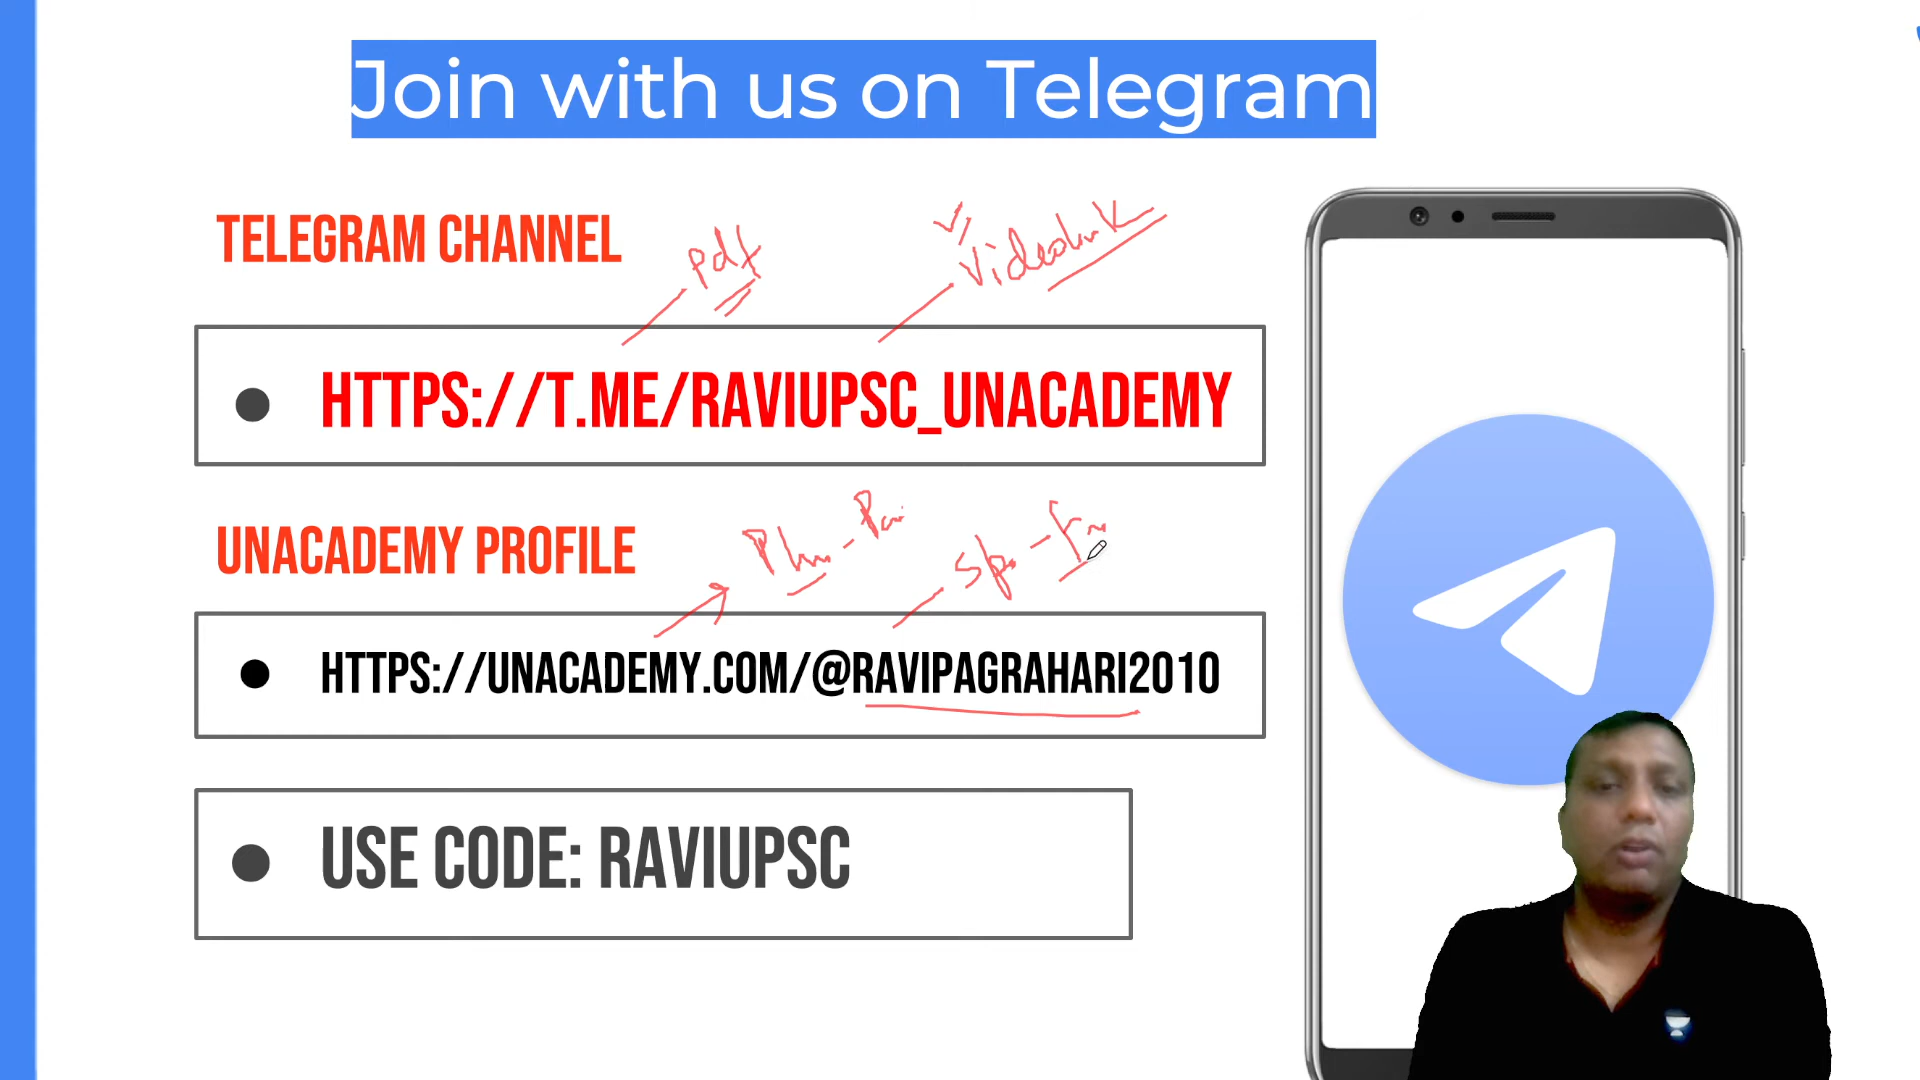 Join with us on Telegram
TELEGRAM CHANNEL
pdf
Videolink
HTTPS://T.ME/RAVIUPSC_UNACADEMY
UNACADEMY PROFILE
HTTPS://UNACADEMY.COM/@RAVIPAGRAHARI2010
USE CODE: RAVIUPSC